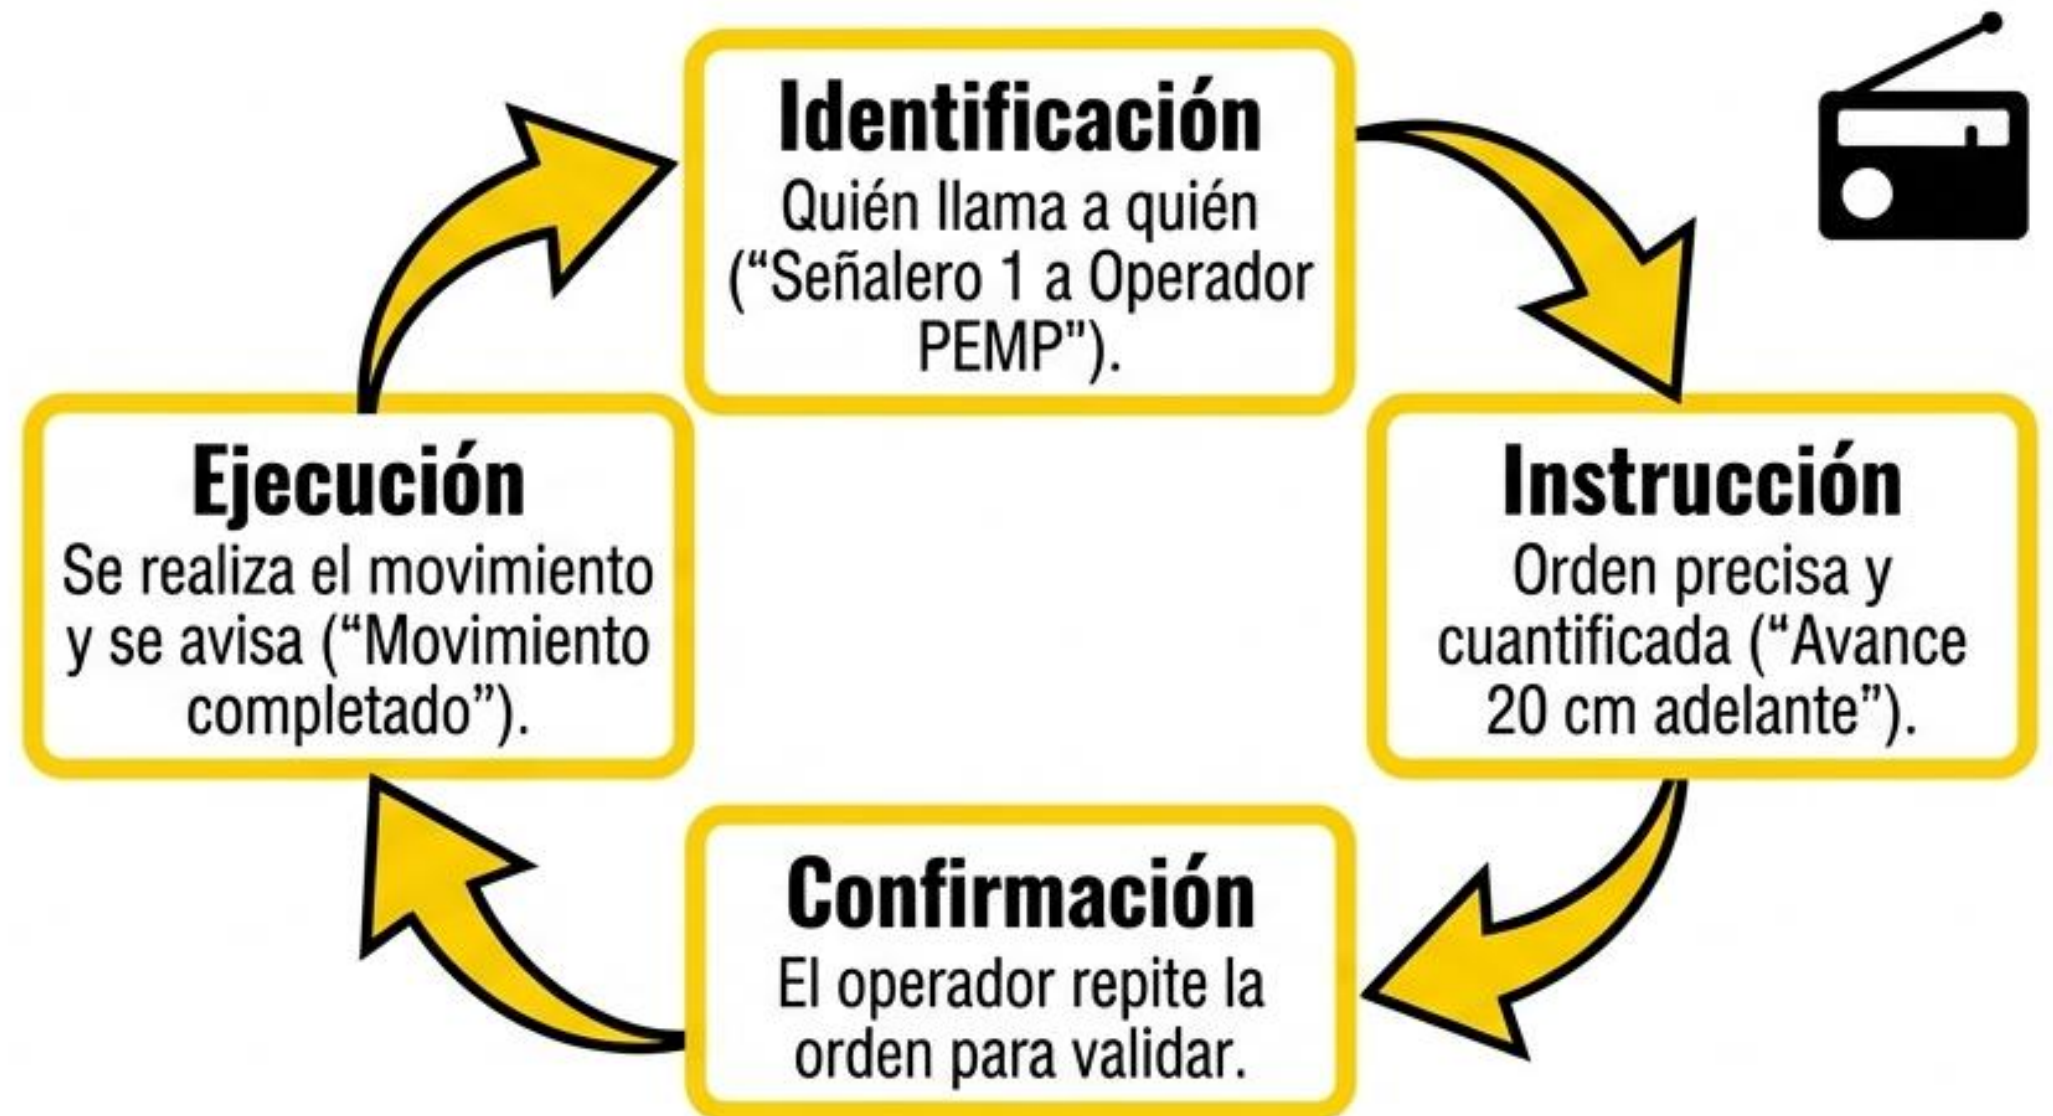 Identificación
Quién llama a quién
(“Señalero 1 a Operador
PEMP”).
Instrucción
Orden precisa y
cuantificada (“Avance
20 cm adelante”).
Confirmación
El operador repite la
orden para validar.
Ejecución
Se realiza el movimiento
y se avisa (“Movimiento
completado”).